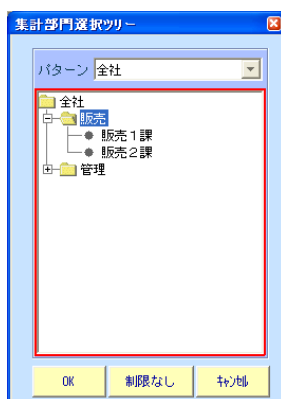 集計部門選択ツリー
パターン 全社
全社
販売
販売1課
販売2課
管理
OK 制限なし ｷｬﾝｾﾙ